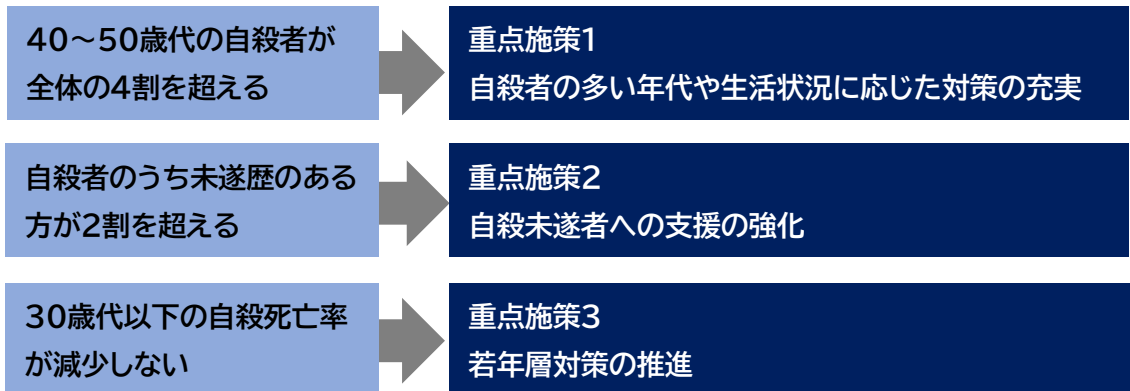 40～50歳代の自殺者が
全体の4割を超える
重点施策1
自殺者の多い年代や生活状況に応じた対策の充実
自殺者のうち未遂歴のある
方が2割を超える
重点施策2
自殺未遂者への支援の強化
30歳代以下の自殺死亡率
が減少しない
重点施策3
若年層対策の推進